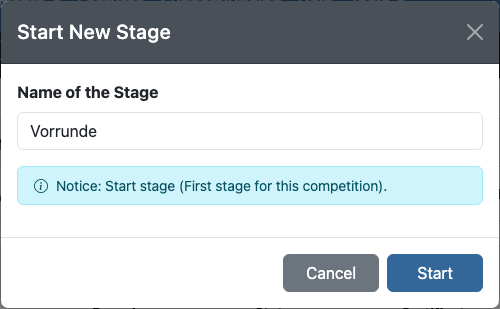 Start New Stage
Name of the Stage
Vorrunde
Notice: Start stage (First stage for this competition).
Cancel
Start